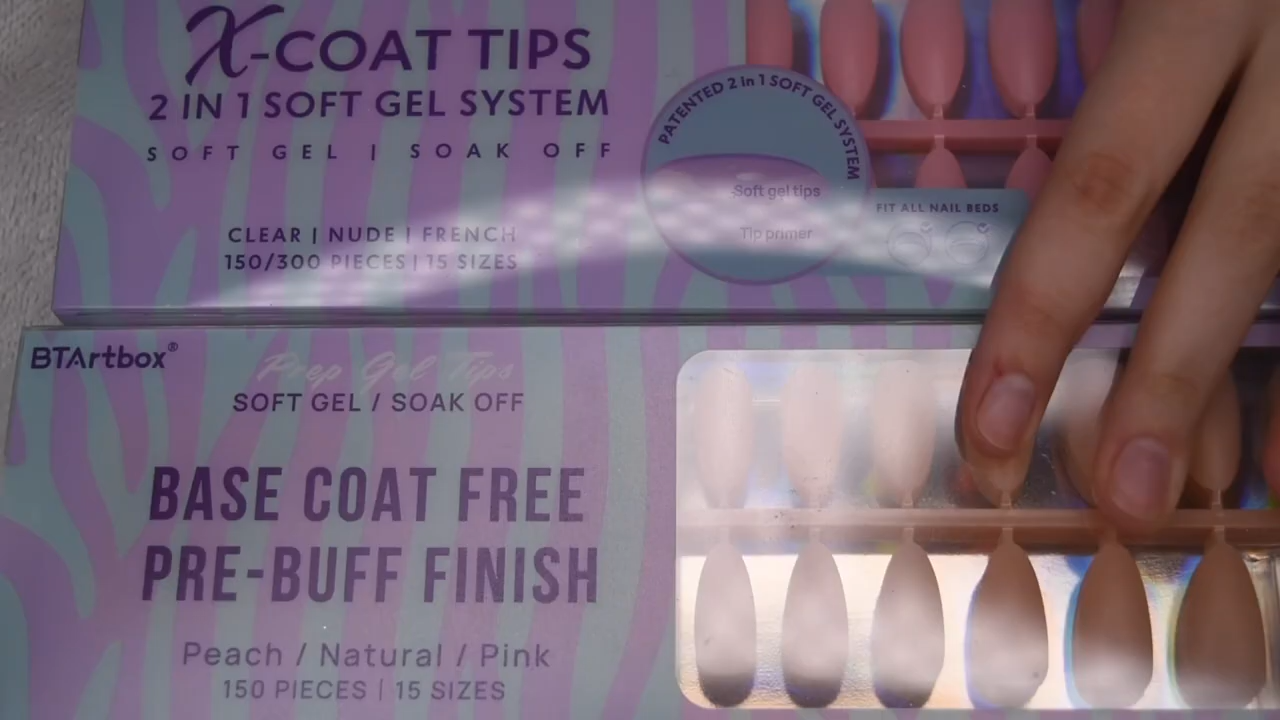 X-COAT TIPS
2 IN 1 SOFT GEL SYSTEM
SOFT GEL | SOAK OFF
CLEAR | NUDE | FRENCH
150/300 PIECES | 15 SIZES
PATENTED 2 in 1 SOFT GEL SYSTEM
Soft gel tips
Tip primer
FIT ALL NAIL BEDS
BTArtbox®
Prep Gel Tips
SOFT GEL / SOAK OFF
BASE COAT FREE
PRE-BUFF FINISH
Peach / Natural / Pink
150 PIECES | 15 SIZES